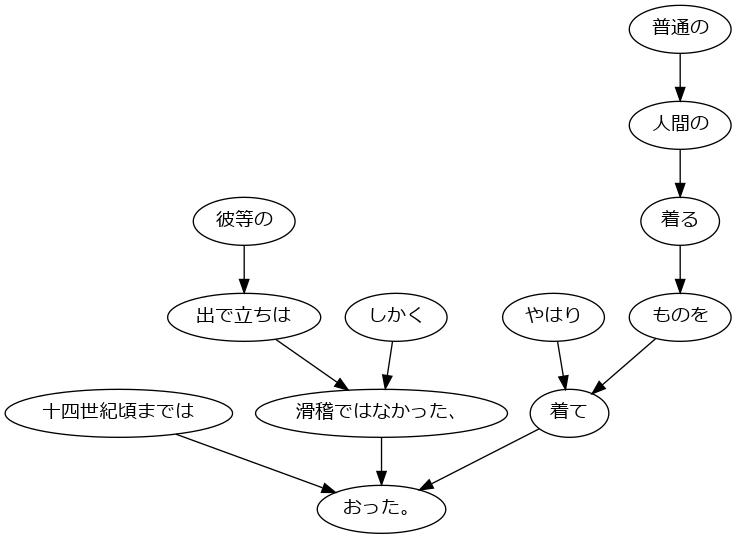 普通の
人間の
彼等の
着る
出で立ちは
しかく
やはり
ものを
十四世紀頃までは
滑稽ではなかった、
着て
おった。